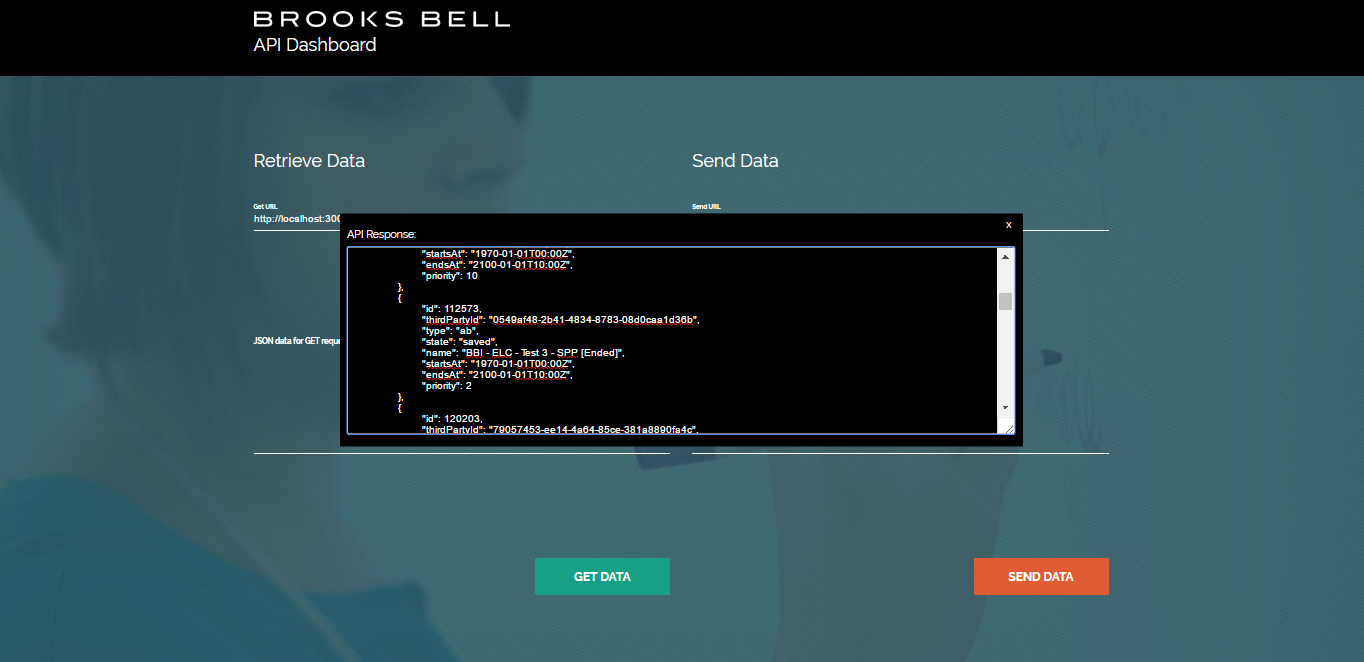 BROOKS BELL
API Dashboard
Retrieve Data
Send Data
Get URL
http://localhost:300
Send URL
x
API Response:
"startsAt": "1970-01-01T00:00Z",
"endsAt": "2100-01-01T10:00Z",
"priority": 10
},
{
"id": 112573,
"thirdPartyId": "0549af48-2b41-4834-8783-08d0caa1d36b",
"type": "ab",
"state": "saved",
"name": "BBI - ELC - Test 3 - SPP [Ended]",
"startsAt": "1970-01-01T00:00Z",
"endsAt": "2100-01-01T10:00Z",
"priority": 2
},
{
"id": 120203,
"thirdPartyId": "79057453-ee14-4a64-85ce-381a8890fa4c",
JSON data for GET reque
GET DATA
SEND DATA